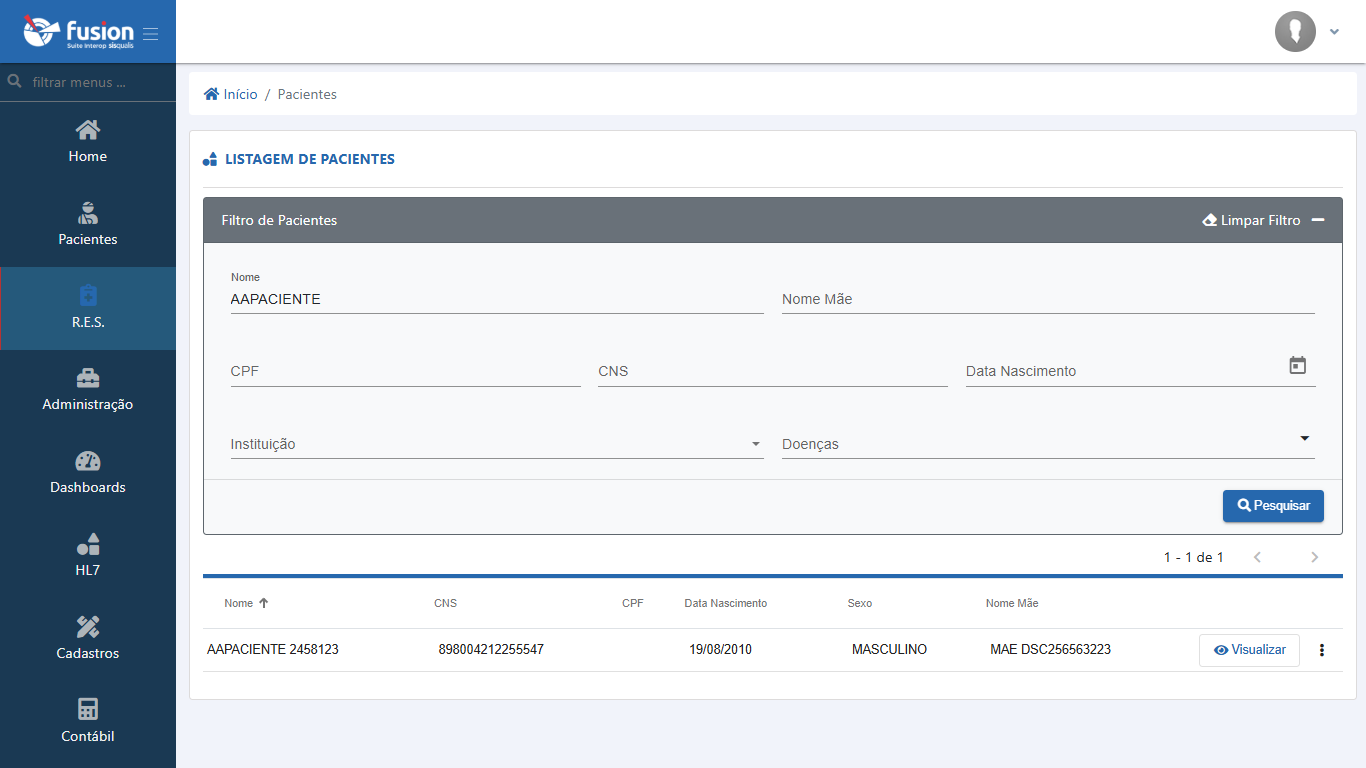 fusion
Suite Interop sisqualis
filtrar menus ...
Home
Pacientes
R.E.S.
Administração
Dashboards
HL7
Cadastros
Contábil
Início / Pacientes
LISTAGEM DE PACIENTES
Filtro de Pacientes Limpar Filtro
Nome
AAPACIENTE
Nome Mãe
CPF CNS Data Nascimento
Instituição Doenças
Pesquisar
1 - 1 de 1
Nome CNS CPF Data Nascimento Sexo Nome Mãe
AAPACIENTE 2458123 898004212255547 19/08/2010 MASCULINO MAE DSC256563223 Visualizar